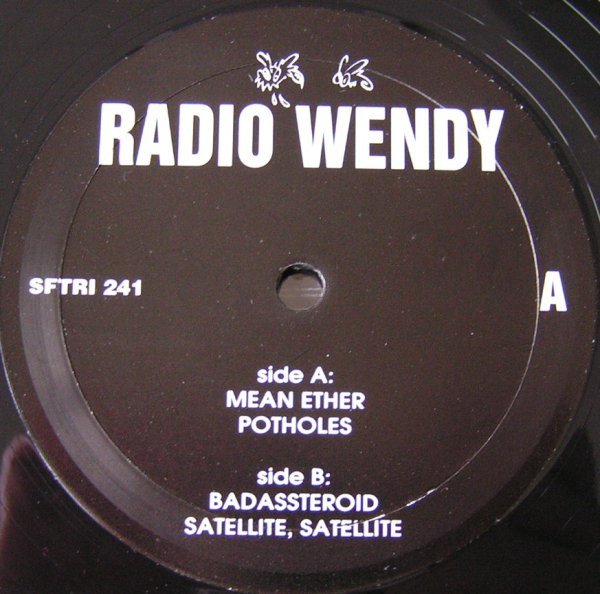 RADIO WENDY
SFTRI 241
A
side A:
MEAN ETHER
POTHOLES
side B:
BADASSTEROID
SATELLITE, SATELLITE